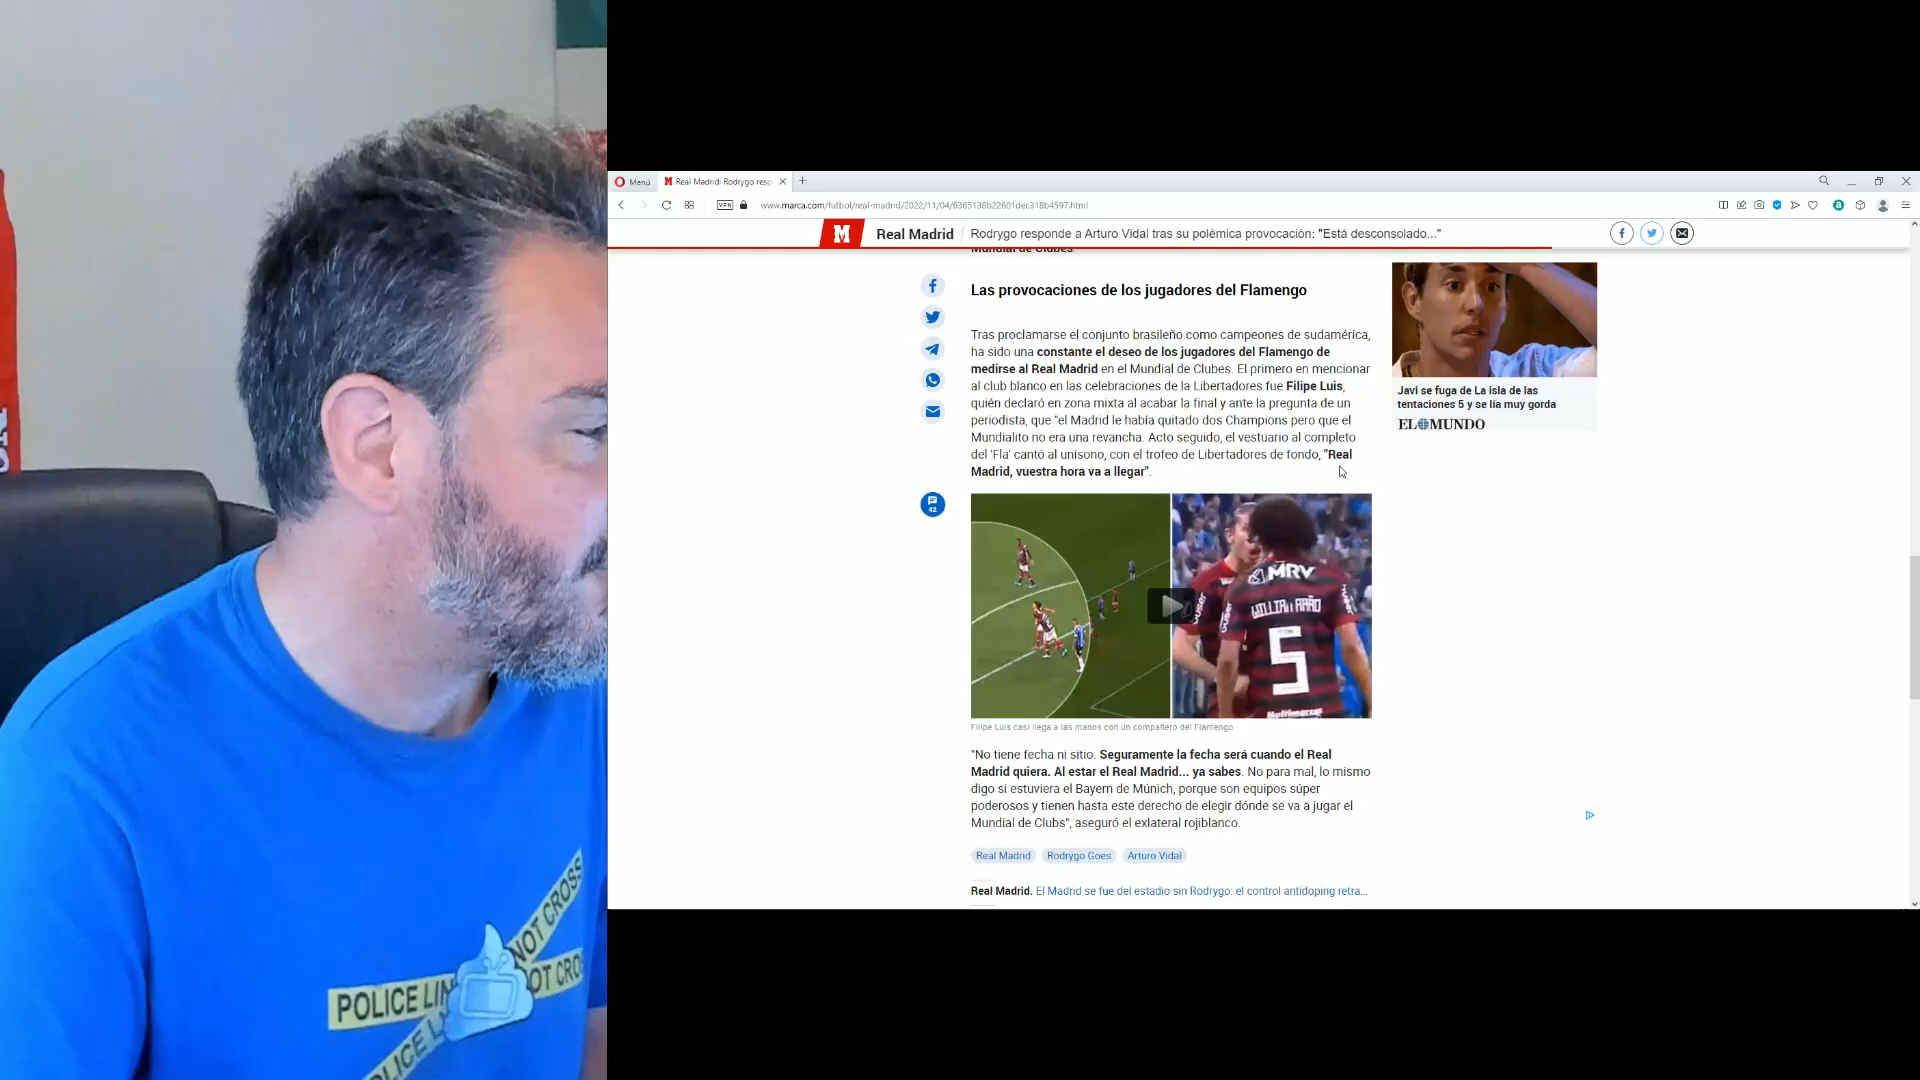 Menú
Real Madrid: Rodrygo resp
VPN
www.marca.com/futbol/real-madrid/2022/11/04/6365138b22601dec318b4597.html
M
Real Madrid
Rodrygo responde a Arturo Vidal tras su polémica provocación: "Está desconsolado..."
Mundial de Clubes.
Las provocaciones de los jugadores del Flamengo
Tras proclamarse el conjunto brasileño como campeones de sudamérica,
ha sido una constante el deseo de los jugadores del Flamengo de
medirse al Real Madrid en el Mundial de Clubes. El primero en mencionar
al club blanco en las celebraciones de la Libertadores fue Filipe Luis,
quién declaró en zona mixta al acabar la final y ante la pregunta de un
periodista, que "el Madrid le había quitado dos Champions pero que el
Mundialito no era una revancha. Acto seguido, el vestuario al completo
del 'Fla' cantó al unísono, con el trofeo de Libertadores de fondo, "Real
Madrid, vuestra hora va a llegar".
42
MRV
WILLIAN ARÃO
5
Multimarcas
Filipe Luis casi llega a las manos con un compañero del Flamengo
"No tiene fecha ni sitio. Seguramente la fecha será cuando el Real
Madrid quiera. Al estar el Real Madrid... ya sabes. No para mal, lo mismo
digo si estuviera el Bayern de Múnich, porque son equipos súper
poderosos y tienen hasta este derecho de elegir dónde se va a jugar el
Mundial de Clubs", aseguró el exlateral rojiblanco.
Real Madrid
Rodrygo Goes
Arturo Vidal
Real Madrid. El Madrid se fue del estadio sin Rodrygo: el control antidoping retra...
Javi se fuga de La isla de las
tentaciones 5 y se lía muy gorda
EL MUNDO
POLICE LIN
NOT CROSS
OT CRO
POLICE L